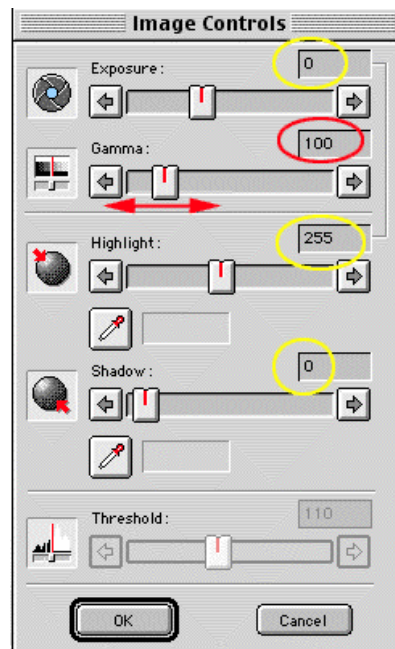 Image Controls
Exposure:
0
Gamma:
100
Highlight:
255
Shadow:
0
Threshold:
110
OK
Cancel